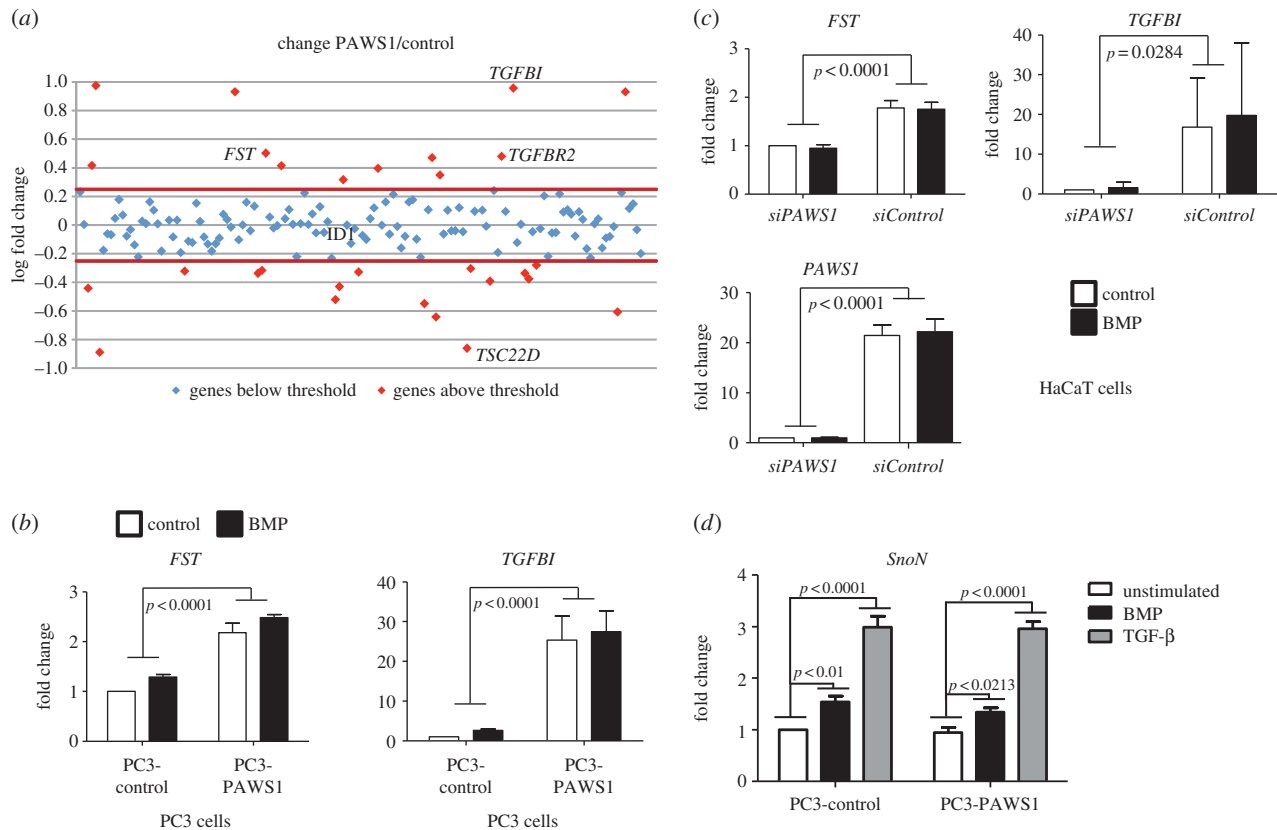 (a)
change PAWS1/control
log fold change
1.0
0.8
0.6
0.4
0.2
0
–0.2
–0.4
–0.6
–0.8
–1.0
TGFBI
FST
TGFBR2
ID1
TSC22D
genes below threshold genes above threshold
(b)
control BMP
FST
fold change
3
2
1
0
p < 0.0001
PC3-
control
PC3-
PAWS1
PC3 cells
TGFBI
40
30
20
10
0
p < 0.0001
PC3-
control
PC3-
PAWS1
PC3 cells
(c)
FST
fold change
3
2
1
0
p < 0.0001
siPAWS1 siControl
TGFBI
fold change
40
30
20
10
0
p = 0.0284
siPAWS1 siControl
PAWS1
fold change
30
20
10
0
p < 0.0001
siPAWS1 siControl
control
BMP
HaCaT cells
(d)
SnoN
fold change
4
3
2
1
0
p < 0.0001
p < 0.01
p < 0.0001
p < 0.0213
PC3-control PC3-PAWS1
unstimulated
BMP
TGF-β